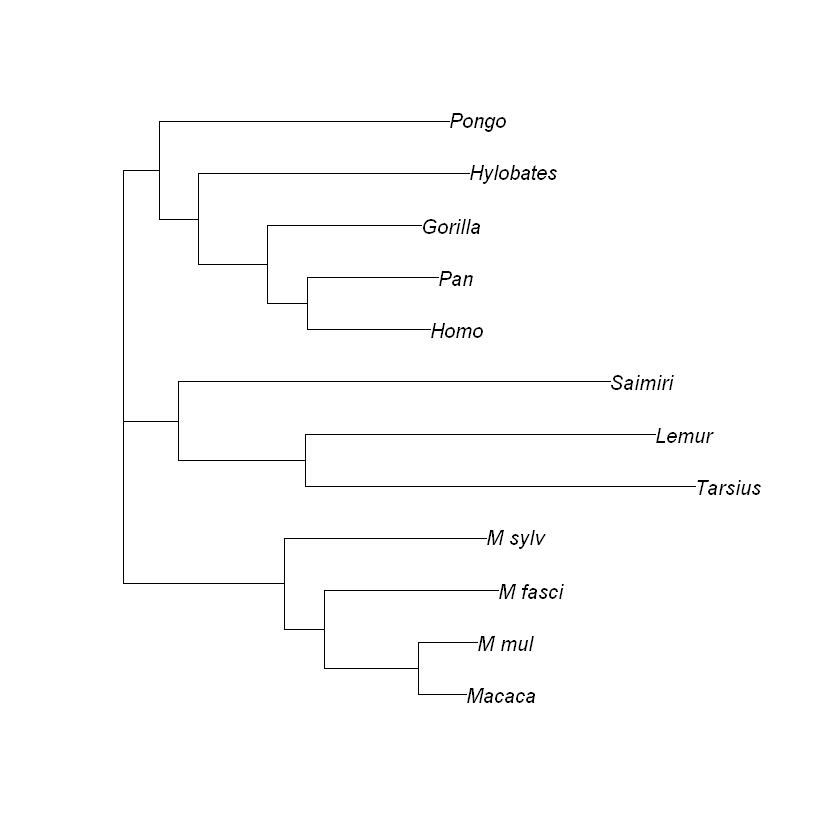 Pongo
Hylobates
Gorilla
Pan
Homo
Saimiri
Lemur
Tarsius
M sylv
M fasci
M mul
Macaca